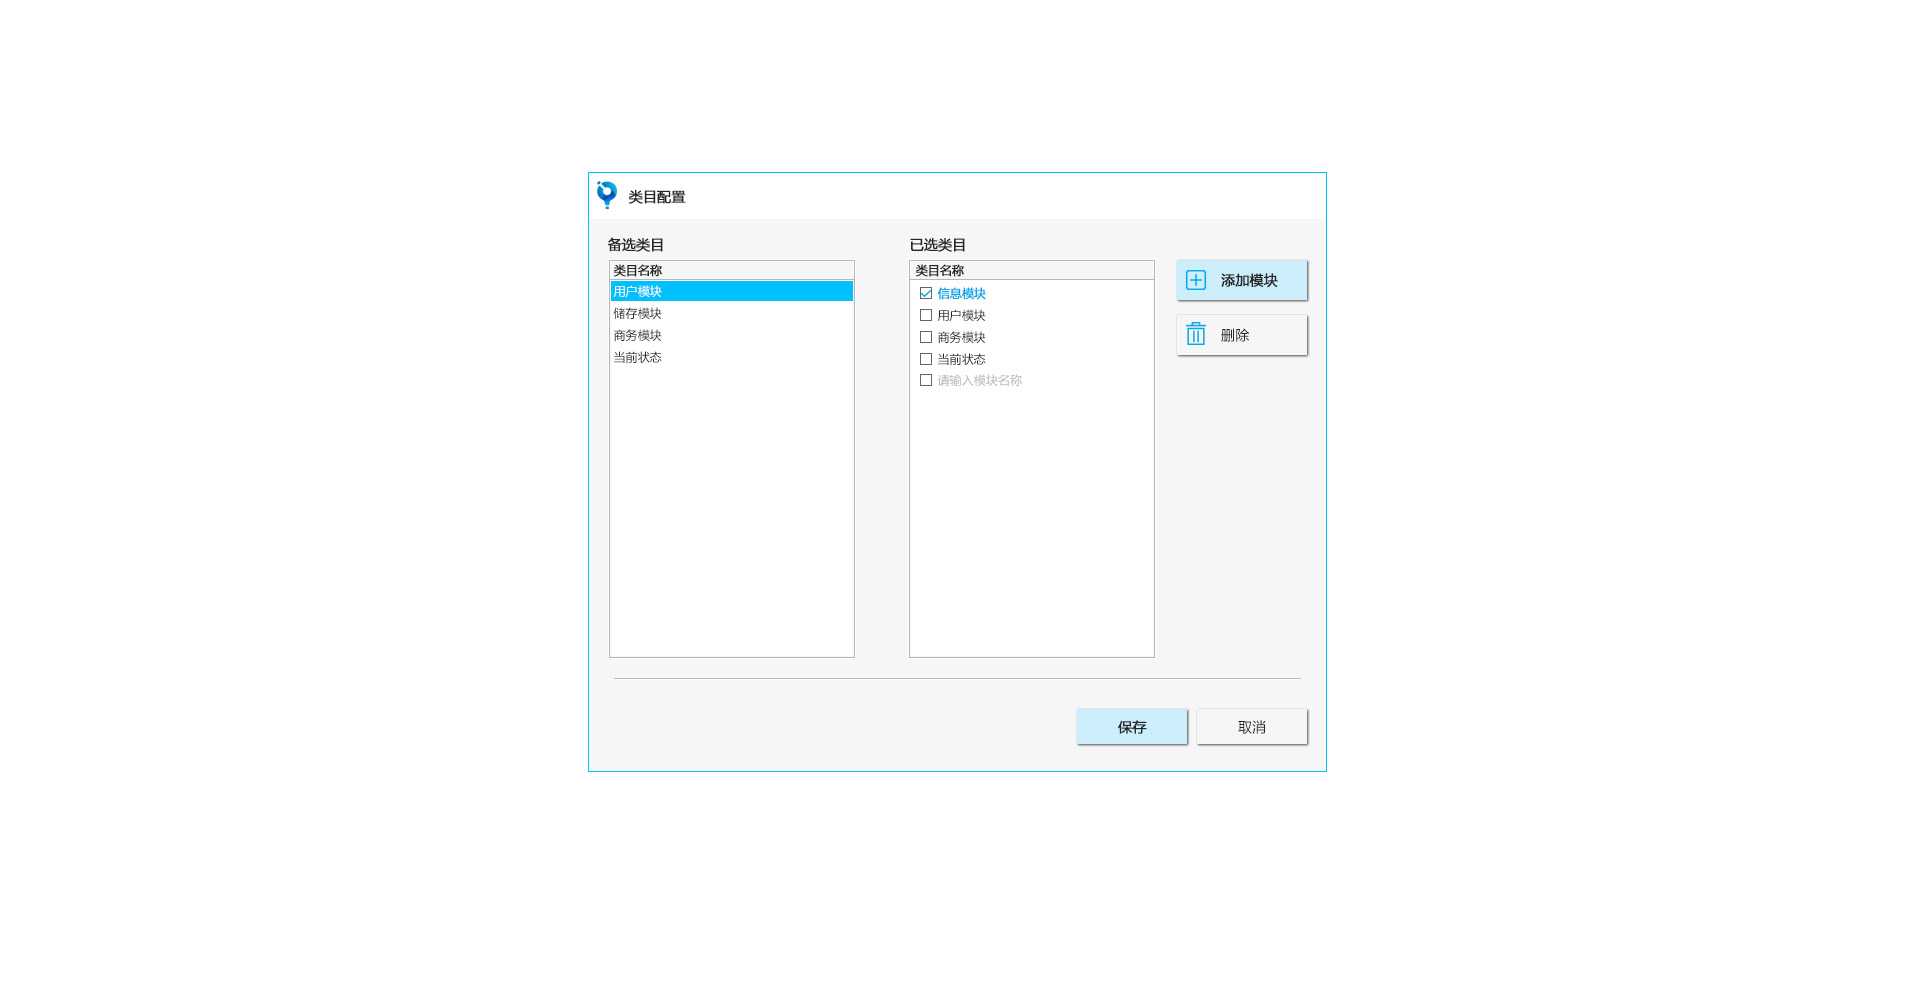 类目配置
备选类目
类目名称
用户模块
储存模块
商务模块
当前状态
已选类目
类目名称
信息模块
用户模块
商务模块
当前状态
请输入模块名称
添加模块
删除
保存
取消